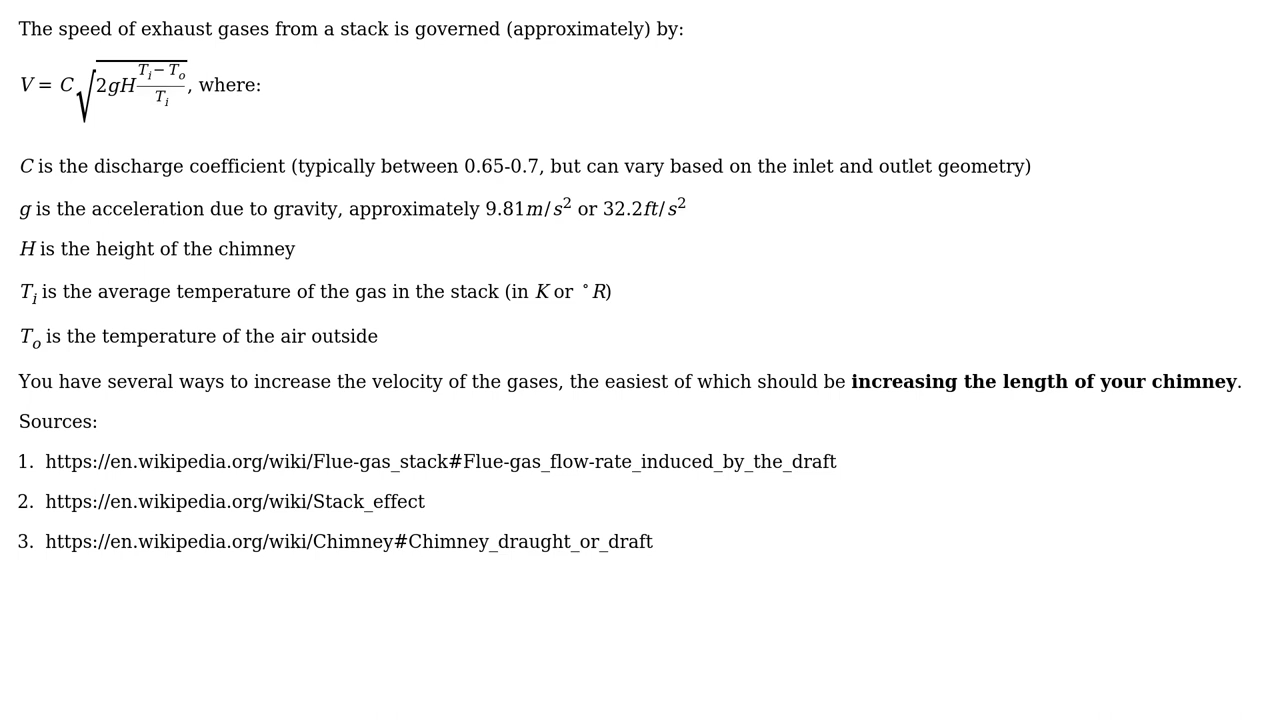 The speed of exhaust gases from a stack is governed (approximately) by:
V = C√(2gH (Tᵢ − Tₒ)/Tᵢ), where:
C is the discharge coefficient (typically between 0.65-0.7, but can vary based on the inlet and outlet geometry)
g is the acceleration due to gravity, approximately 9.81m/s² or 32.2ft/s²
H is the height of the chimney
Tᵢ is the average temperature of the gas in the stack (in K or °R)
Tₒ is the temperature of the air outside
You have several ways to increase the velocity of the gases, the easiest of which should be increasing the length of your chimney.
Sources:
1. https://en.wikipedia.org/wiki/Flue-gas_stack#Flue-gas_flow-rate_induced_by_the_draft
2. https://en.wikipedia.org/wiki/Stack_effect
3. https://en.wikipedia.org/wiki/Chimney#Chimney_draught_or_draft